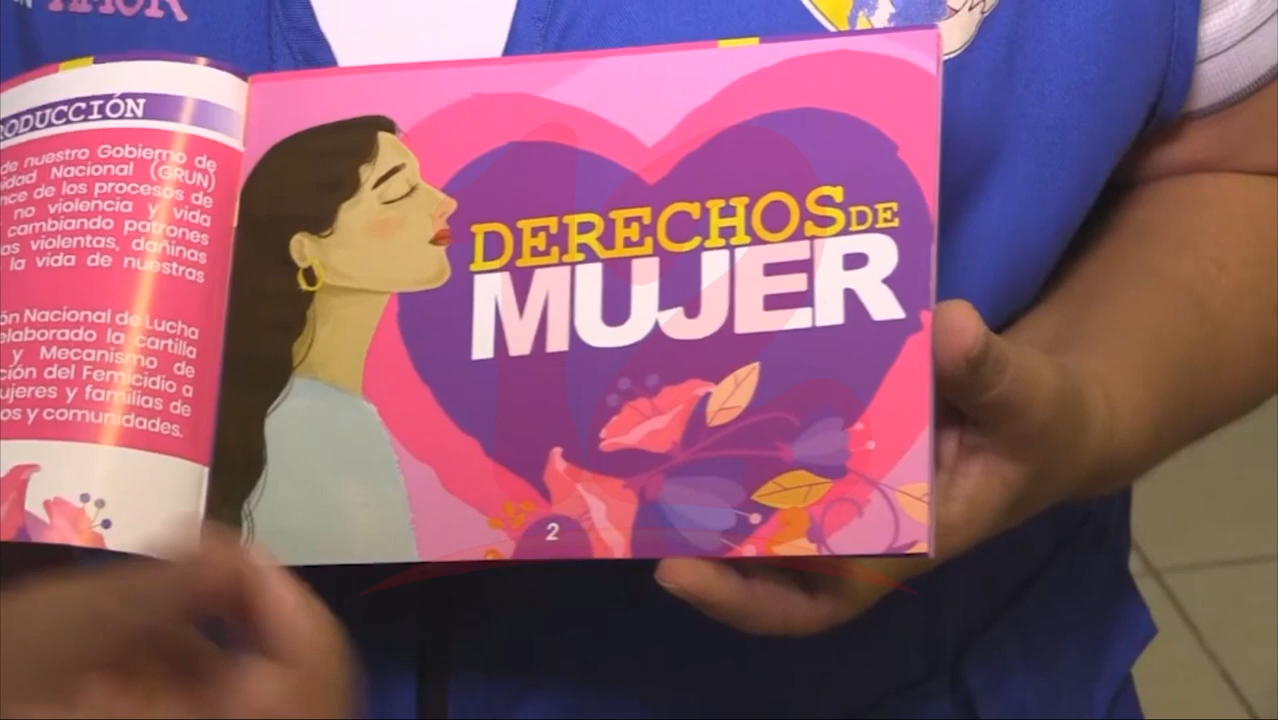 AMOR
RODUCCIÓN
de nuestro Gobierno de
idad Nacional (GRUN)
nce de los procesos de
no violencia y vida
cambiando patrones
as violentas, dañinas
la vida de nuestras
ón Nacional de Lucha
elaborado la cartilla
y Mecanismo de
ción del Femicidio a
ujeres y familias de
os y comunidades.
DERECHOS DE
MUJER
2